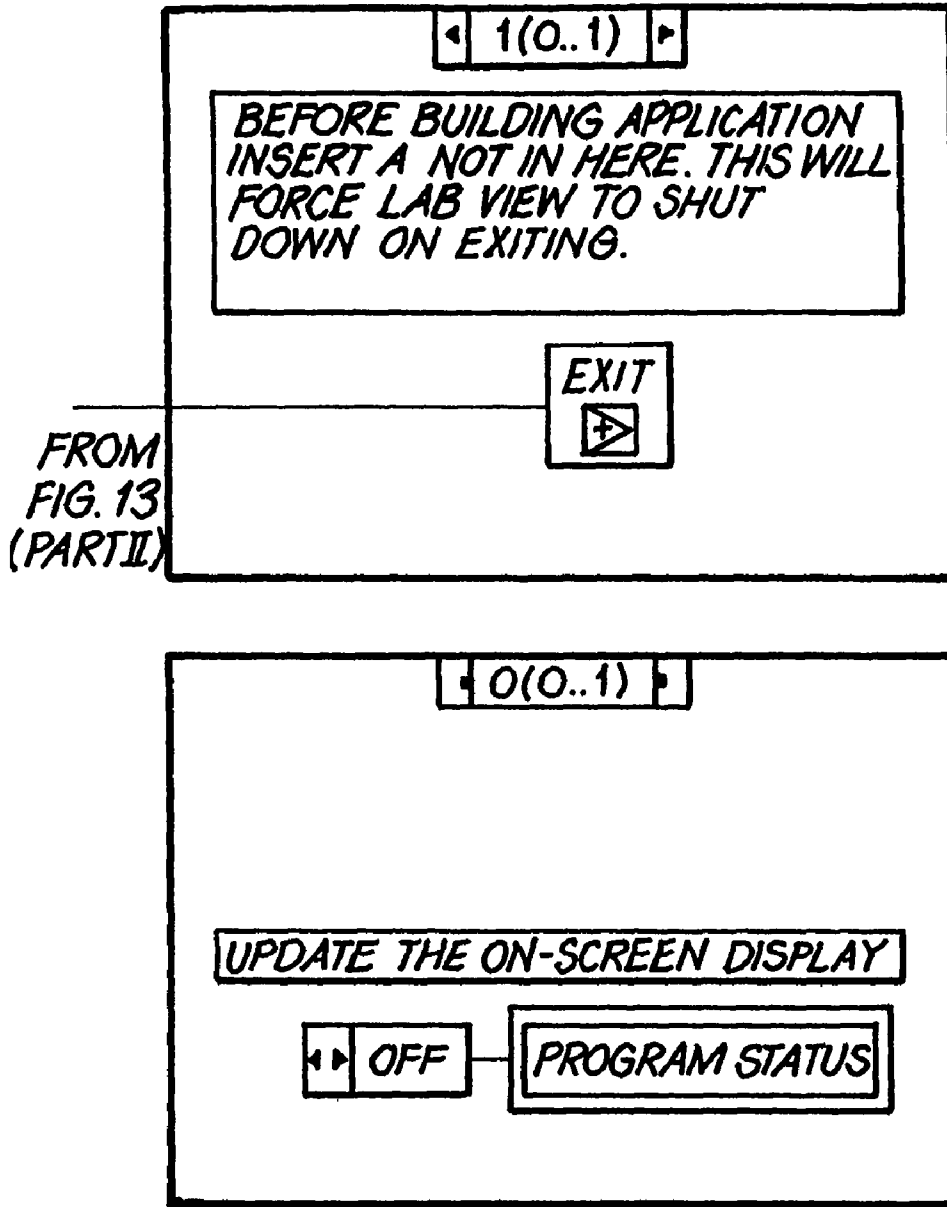 1(0..1)
BEFORE BUILDING APPLICATION
INSERT A NOT IN HERE. THIS WILL
FORCE LAB VIEW TO SHUT
DOWN ON EXITING.
EXIT
+
FROM
FIG. 13
(PART II)
0(0..1)
UPDATE THE ON-SCREEN DISPLAY
OFF
PROGRAM STATUS